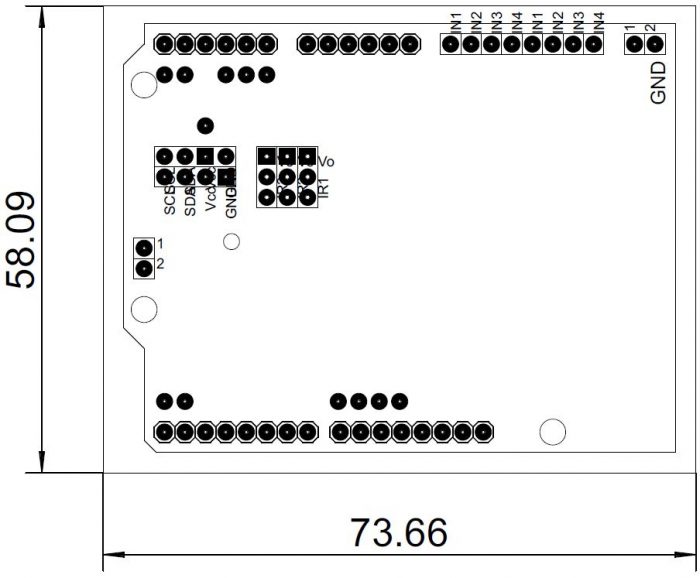 IN1 IN2 IN3 IN4 IN1 IN2 IN3 IN4
1 2
GND
Vo
IR1
SDA
Vcc
GND
1
2
58.09
73.66